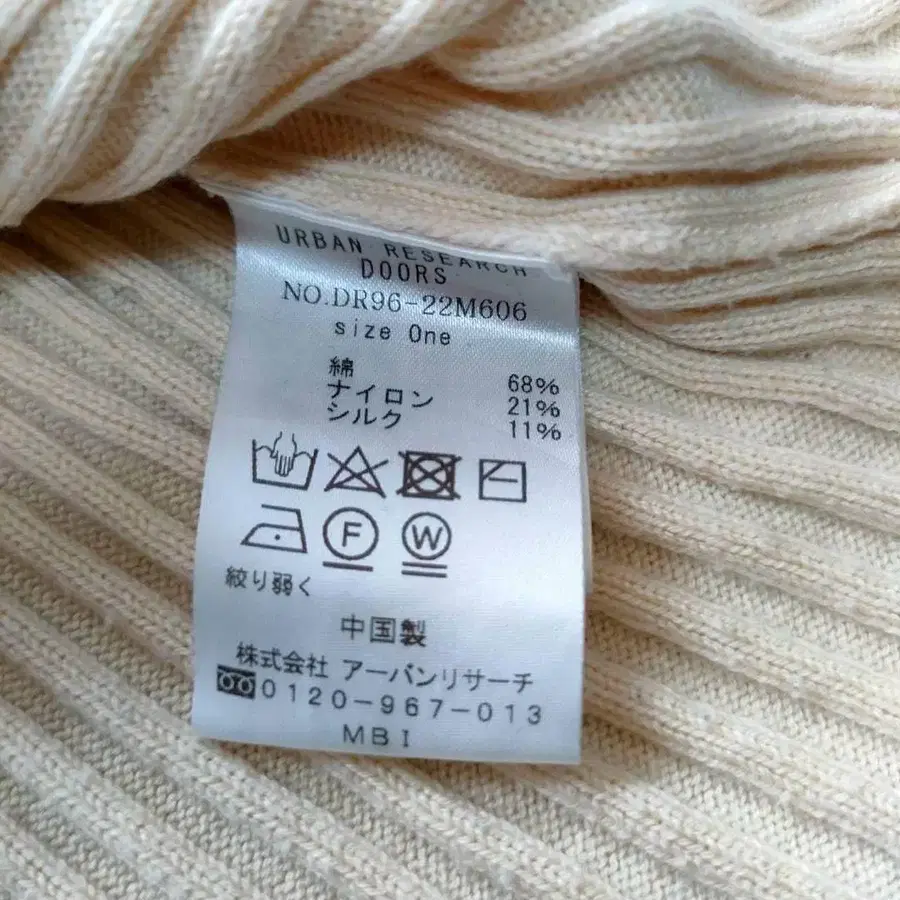 URBAN RESEARCH
DOORS
NO.DR96-22M606
size One
綿 68%
ナイロン 21%
シルク 11%
F W
絞り弱く
中国製
株式会社 アーバンリサーチ
0120-967-013
MBI